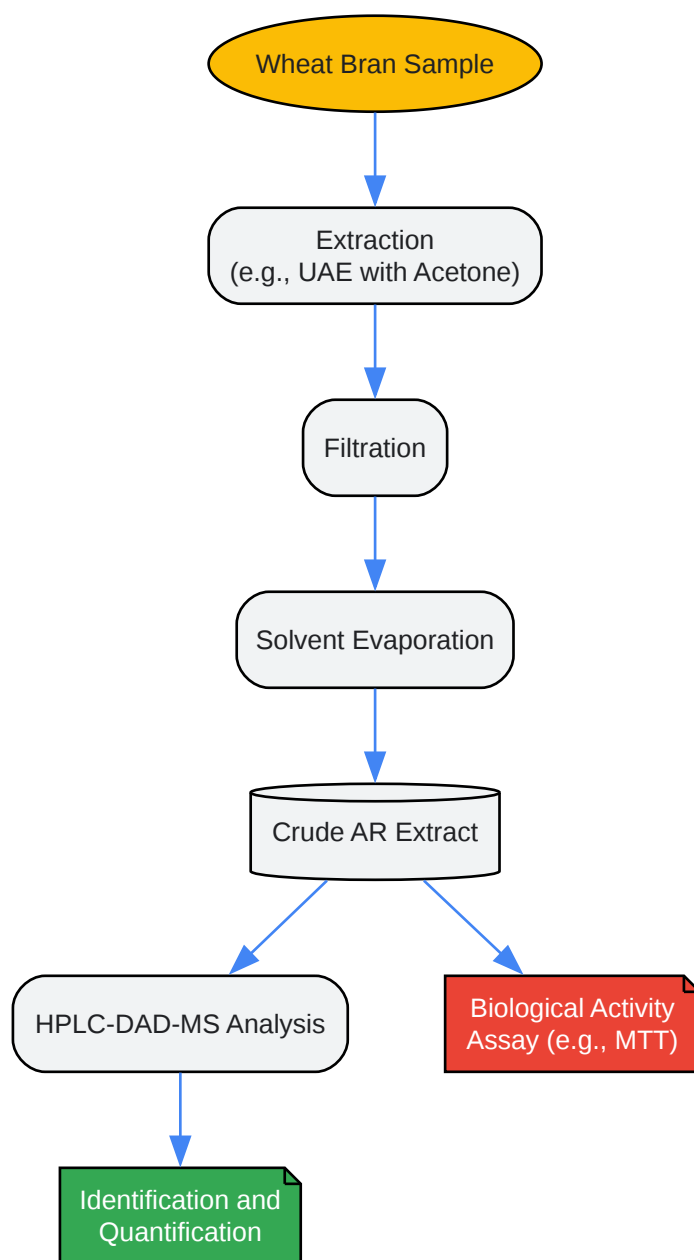 Wheat Bran Sample
Extraction
(e.g., UAE with Acetone)
Filtration
Solvent Evaporation
Crude AR Extract
HPLC-DAD-MS Analysis
Biological Activity
Assay (e.g., MTT)
Identification and
Quantification